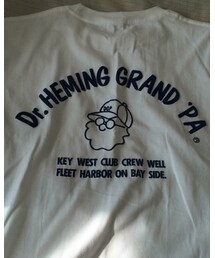 Dr. HEMING GRAND 'PA
KEY WEST CLUB CREW WELL
FLEET HARBOR ON BAY SIDE.